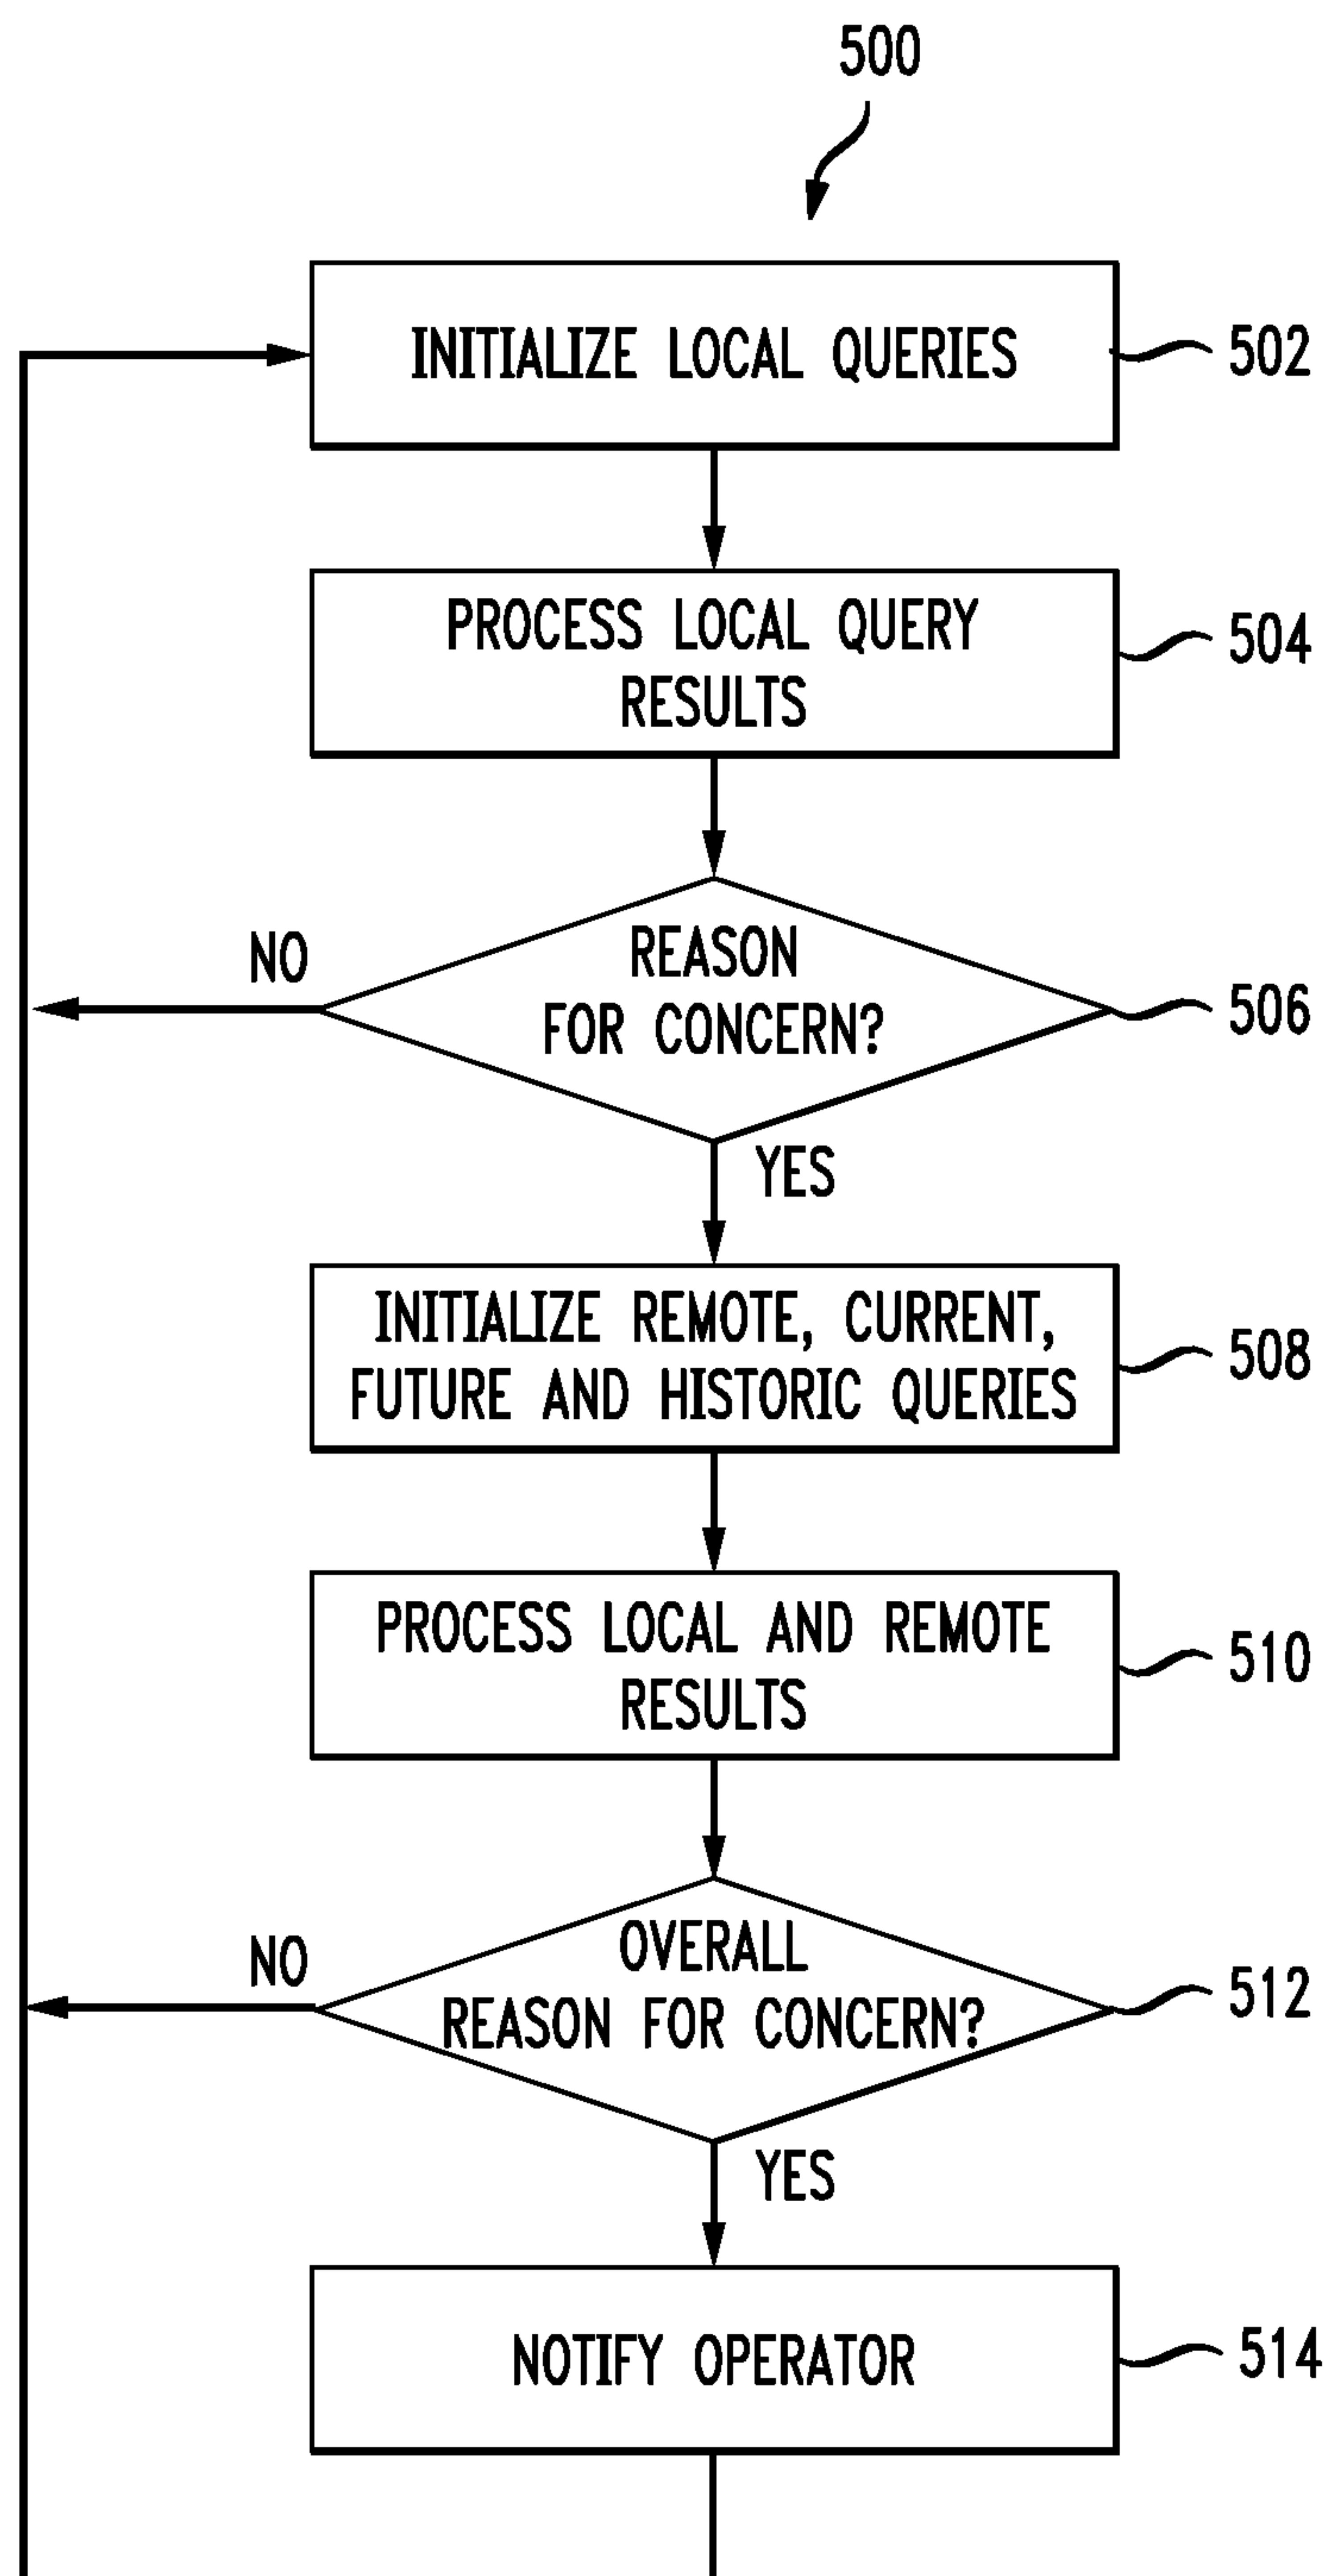 500
INITIALIZE LOCAL QUERIES
502
PROCESS LOCAL QUERY
RESULTS
504
REASON
FOR CONCERN?
NO
506
YES
INITIALIZE REMOTE, CURRENT,
FUTURE AND HISTORIC QUERIES
508
PROCESS LOCAL AND REMOTE
RESULTS
510
OVERALL
REASON FOR CONCERN?
NO
512
YES
NOTIFY OPERATOR
514